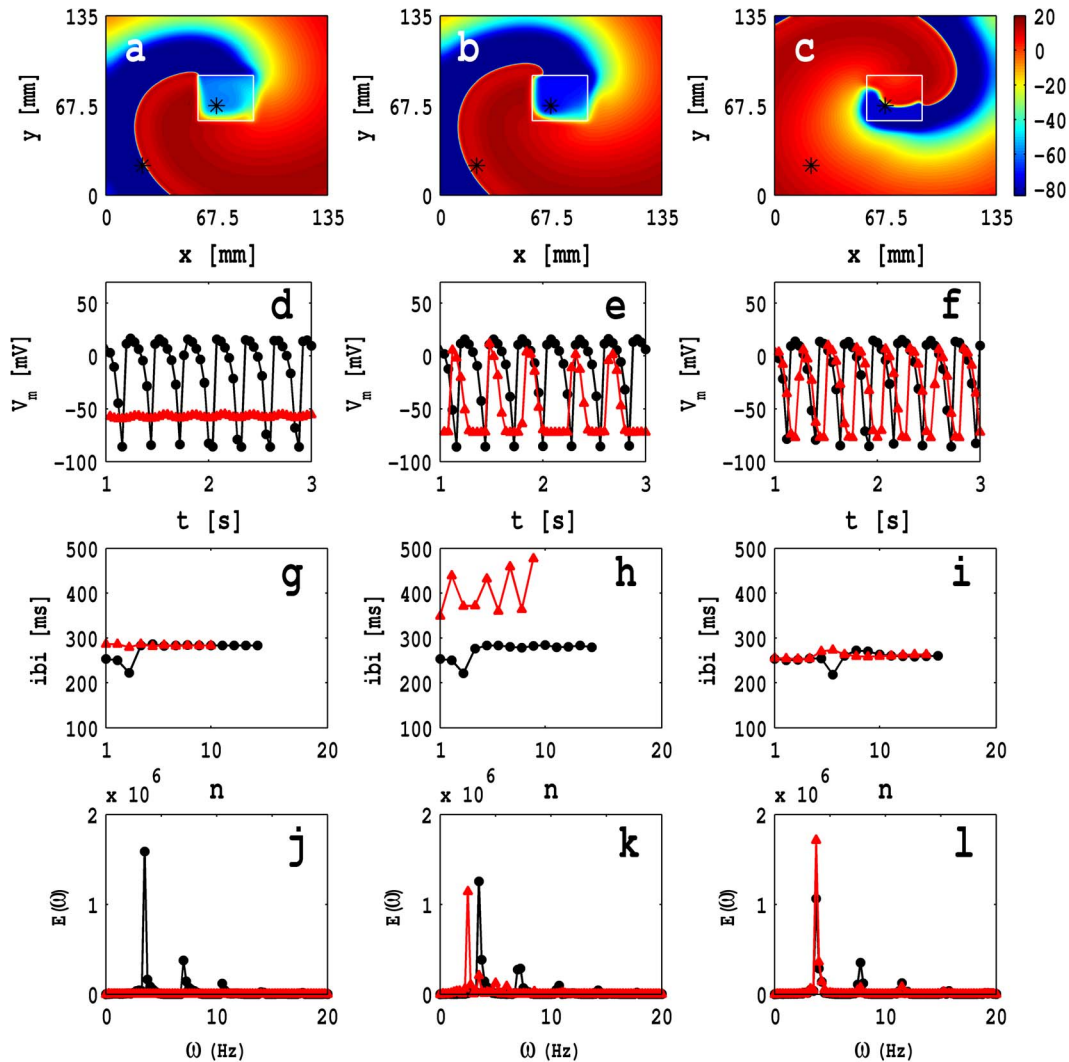 a
b
c
y [mm]
135
67.5
0
0
67.5
135
x [mm]
y [mm]
135
67.5
0
0
67.5
135
x [mm]
y [mm]
135
67.5
0
0
67.5
135
x [mm]
20
0
−20
−40
−60
−80
d
e
f
Vm [mV]
50
0
−50
−100
1
2
3
t [s]
Vm [mV]
50
0
−50
−100
1
2
3
t [s]
Vm [mV]
50
0
−50
−100
1
2
3
t [s]
g
h
i
ibi [ms]
500
400
300
200
100
1
10
20
n
ibi [ms]
500
400
300
200
100
1
10
20
n
ibi [ms]
500
400
300
200
100
1
10
20
n
j
k
l
x 10^6
E(ω)
2
1
0
0
10
20
ω (Hz)
x 10^6
E(ω)
2
1
0
0
10
20
ω (Hz)
x 10^6
E(ω)
2
1
0
0
10
20
ω (Hz)